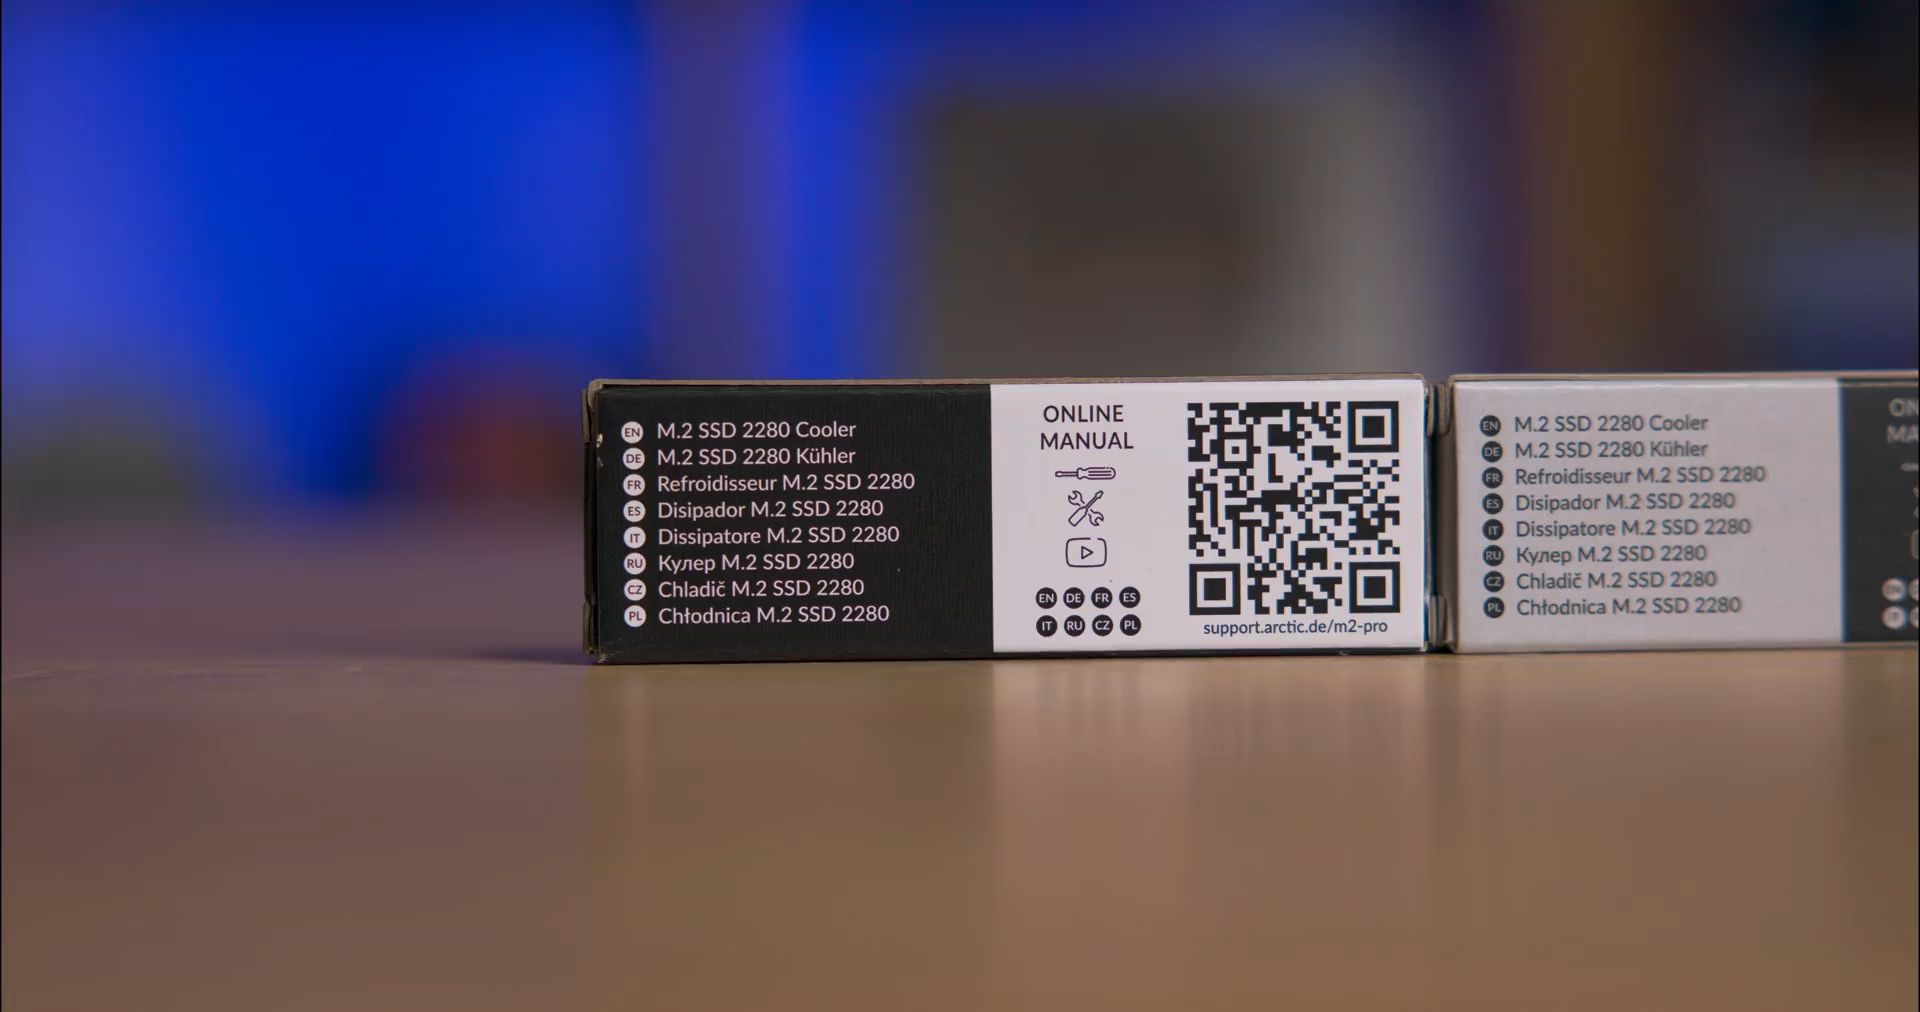 EN M.2 SSD 2280 Cooler
DE M.2 SSD 2280 Kühler
FR Refroidisseur M.2 SSD 2280
ES Disipador M.2 SSD 2280
IT Dissipatore M.2 SSD 2280
RU Кулер M.2 SSD 2280
CZ Chladič M.2 SSD 2280
PL Chłodnica M.2 SSD 2280
ONLINE
MANUAL
EN DE FR ES
IT RU CZ PL
support.arctic.de/m2-pro
EN M.2 SSD 2280 Cooler
DE M.2 SSD 2280 Kühler
FR Refroidisseur M.2 SSD 2280
ES Disipador M.2 SSD 2280
IT Dissipatore M.2 SSD 2280
RU Кулер M.2 SSD 2280
CZ Chladič M.2 SSD 2280
PL Chłodnica M.2 SSD 2280